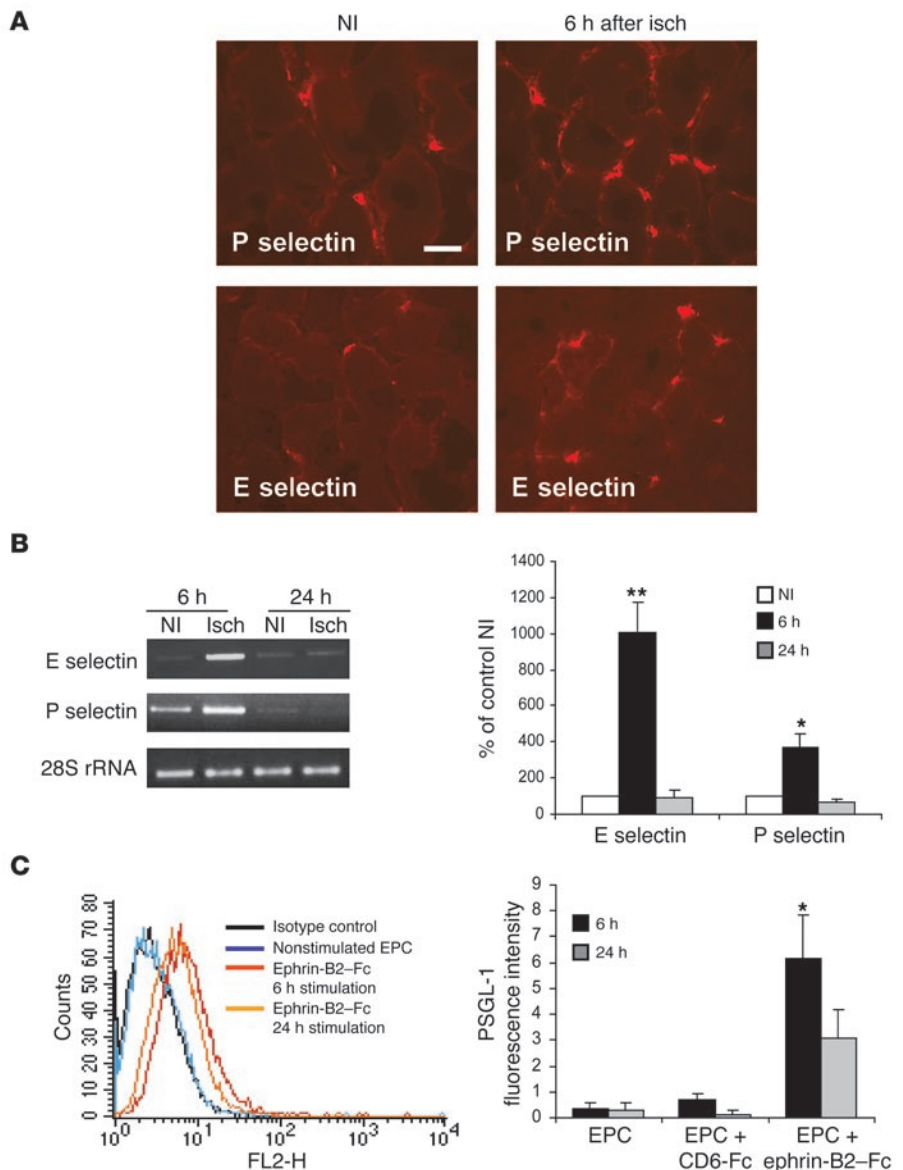 A
NI
6 h after isch
P selectin
P selectin
E selectin
E selectin
B
6 h
24 h
NI
Isch
NI
Isch
E selectin
P selectin
28S rRNA
% of control NI
1400
1200
1000
800
600
400
200
0
**
*
NI
6 h
24 h
E selectin
P selectin
C
Counts
80
70
60
50
40
30
20
10
0
10^0
10^1
10^2
10^3
10^4
FL2-H
Isotype control
Nonstimulated EPC
Ephrin-B2–Fc
6 h stimulation
Ephrin-B2–Fc
24 h stimulation
PSGL-1
fluorescence intensity
9
8
7
6
5
4
3
2
1
0
6 h
24 h
*
EPC
EPC +
CD6-Fc
EPC +
ephrin-B2–Fc